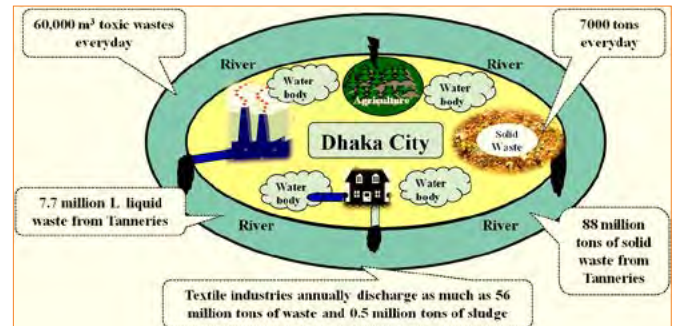 60,000 m³ toxic wastes
everyday
7000 tons
everyday
River
River
Water
body
Agriculture
Water
body
Dhaka City
Solid
Waste
Water
body
Water
body
7.7 million L liquid
waste from Tanneries
River
River
88 million
tons of solid
waste from
Tanneries
Textile industries annually discharge as much as 56
million tons of waste and 0.5 million tons of sludge